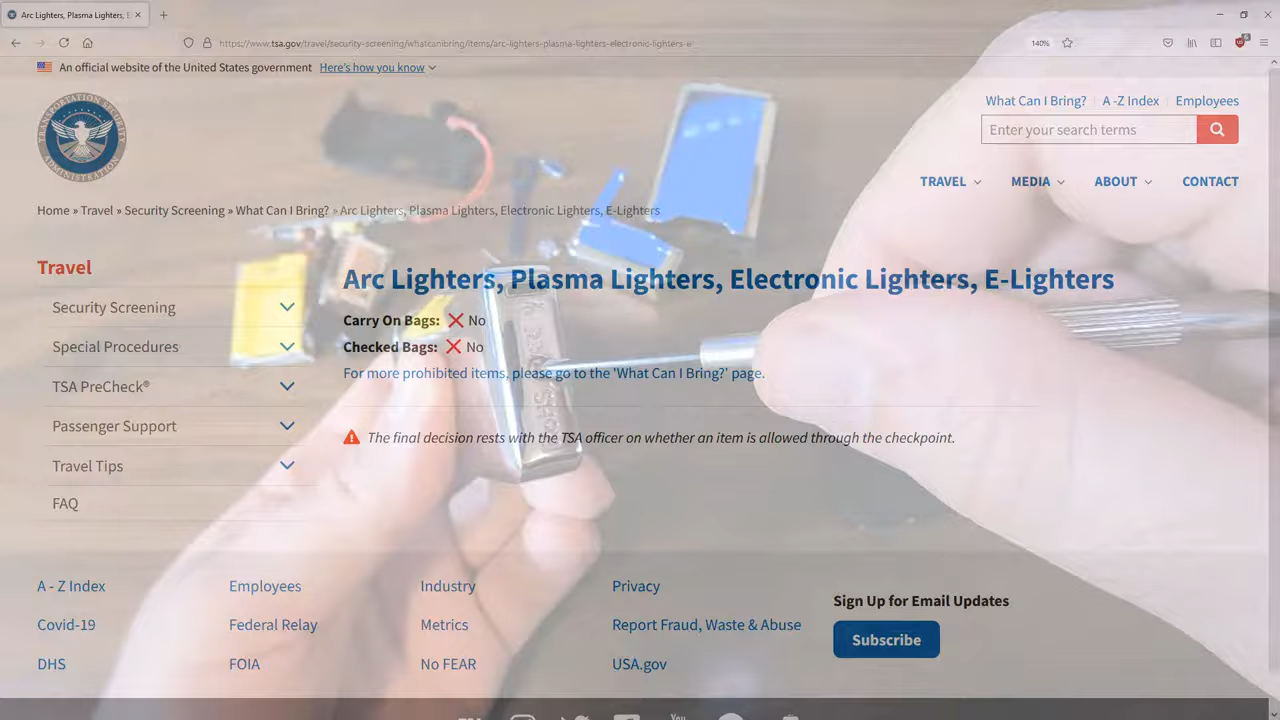 Arc Lighters, Plasma Lighters, E
https://www.tsa.gov/travel/security-screening/whatcanibring/items/arc-lighters-plasma-lighters-electronic-lighters-e
140%
An official website of the United States government Here's how you know
TRANSPORTATION SECURITY ADMINISTRATION
What Can I Bring? A -Z Index Employees
Enter your search terms
TRAVEL MEDIA ABOUT CONTACT
Home » Travel » Security Screening » What Can I Bring? » Arc Lighters, Plasma Lighters, Electronic Lighters, E-Lighters
Travel
Security Screening
Special Procedures
TSA PreCheck®
Passenger Support
Travel Tips
FAQ
Arc Lighters, Plasma Lighters, Electronic Lighters, E-Lighters
Carry On Bags: No
Checked Bags: No
For more prohibited items, please go to the 'What Can I Bring?' page.
The final decision rests with the TSA officer on whether an item is allowed through the checkpoint.
A - Z Index Employees Industry Privacy
Covid-19 Federal Relay Metrics Report Fraud, Waste & Abuse
DHS FOIA No FEAR USA.gov
Sign Up for Email Updates
Subscribe